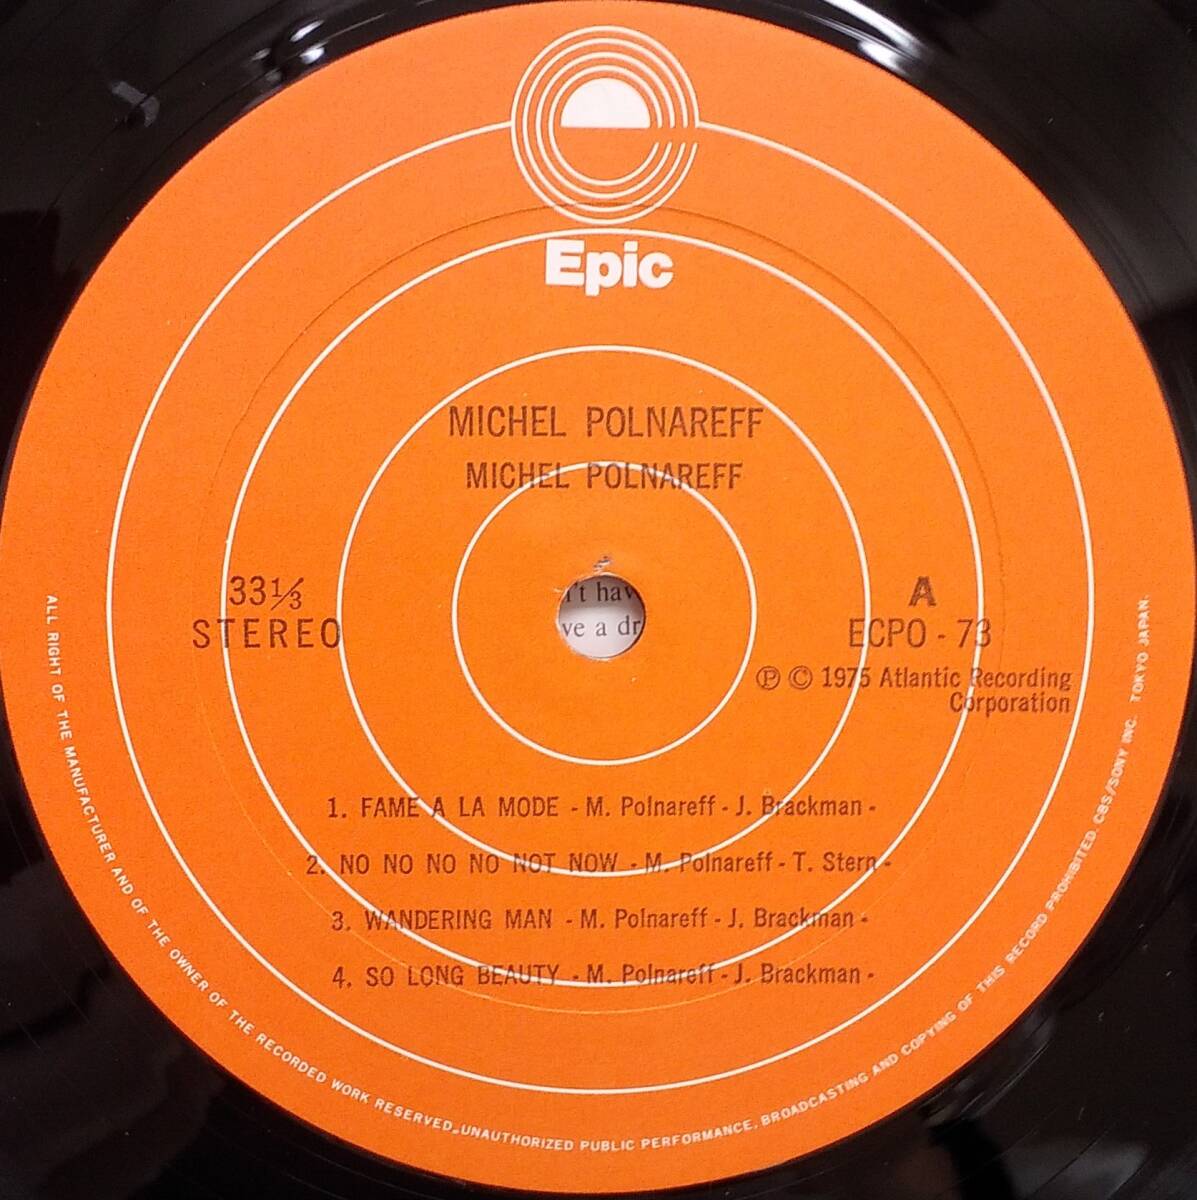 Epic
MICHEL POLNAREFF
MICHEL POLNAREFF
33⅓
STEREO
't hav
ve a dr
A
ECPO - 73
Ⓟ © 1975 Atlantic Recording
Corporation
1. FAME A LA MODE - M. Polnareff - J. Brackman -
2. NO NO NO NO NOT NOW - M. Polnareff - T. Stern -
3. WANDERING MAN - M. Polnareff - J. Brackman -
4. SO LONG BEAUTY - M. Polnareff - J. Brackman -
ALL RIGHT OF THE MANUFACTURER AND OF THE OWNER OF THE RECORDED WORK RESERVED. UNAUTHORIZED PUBLIC PERFORMANCE, BROADCASTING AND COPYING OF THIS RECORD PROHIBITED. CBS/SONY INC. TOKYO JAPAN.